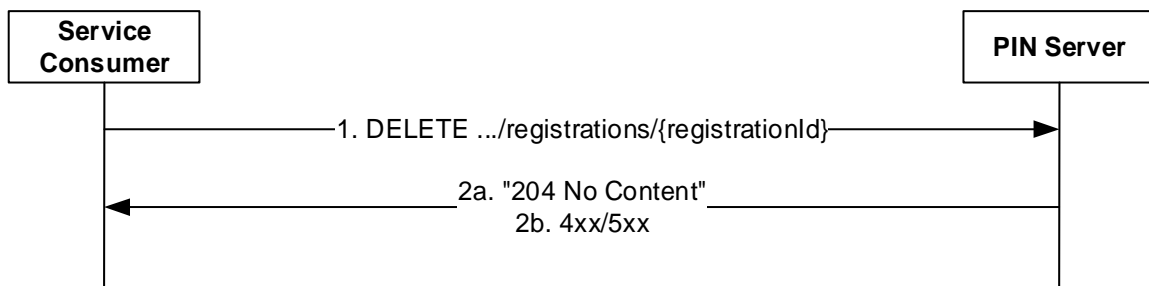 Service
Consumer
PIN Server
1. DELETE .../registrations/{registrationId}
2a. "204 No Content"
2b. 4xx/5xx